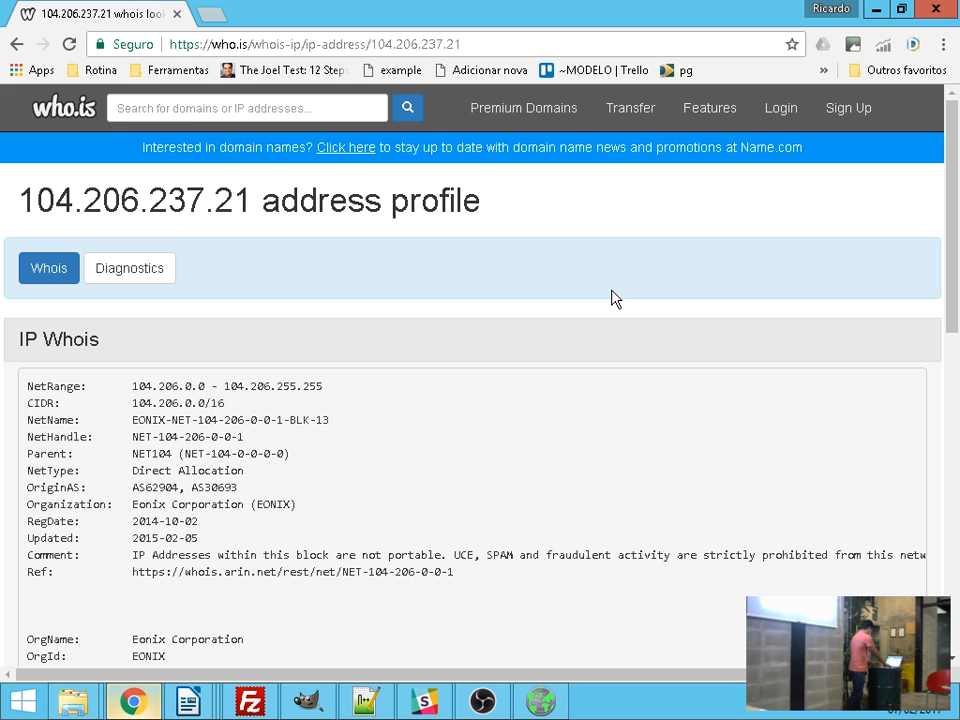 Ricardo
104.206.237.21 whois loo
Seguro https://who.is/whois-ip/ip-address/104.206.237.21
Apps Rotina Ferramentas The Joel Test: 12 Steps example Adicionar nova ~MODELO | Trello pg » Outros favoritos
who.is Search for domains or IP addresses... Premium Domains Transfer Features Login Sign Up
Interested in domain names? Click here to stay up to date with domain name news and promotions at Name.com
104.206.237.21 address profile
Whois Diagnostics
IP Whois
NetRange: 104.206.0.0 - 104.206.255.255
CIDR: 104.206.0.0/16
NetName: EONIX-NET-104-206-0-0-1-BLK-13
NetHandle: NET-104-206-0-0-1
Parent: NET104 (NET-104-0-0-0-0)
NetType: Direct Allocation
OriginAS: AS62904, AS30693
Organization: Eonix Corporation (EONIX)
RegDate: 2014-10-02
Updated: 2015-02-05
Comment: IP Addresses within this block are not portable. UCE, SPAM and fraudulent activity are strictly prohibited from this netw
Ref: https://whois.arin.net/rest/net/NET-104-206-0-0-1
OrgName: Eonix Corporation
OrgId: EONIX